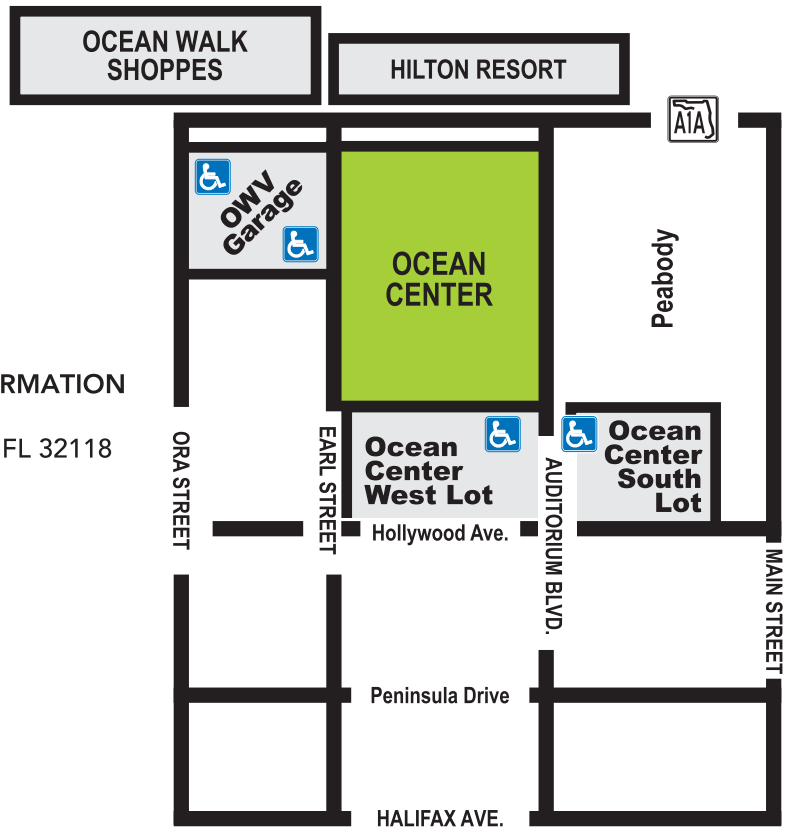 OCEAN WALK
SHOPPES
HILTON RESORT
A1A
OWV
Garage
OCEAN
CENTER
Peabody
RMATION
FL 32118
ORA STREET
EARL STREET
Ocean
Center
West Lot
AUDITORIUM BLVD.
Ocean
Center
South
Lot
Hollywood Ave.
MAIN STREET
Peninsula Drive
HALIFAX AVE.